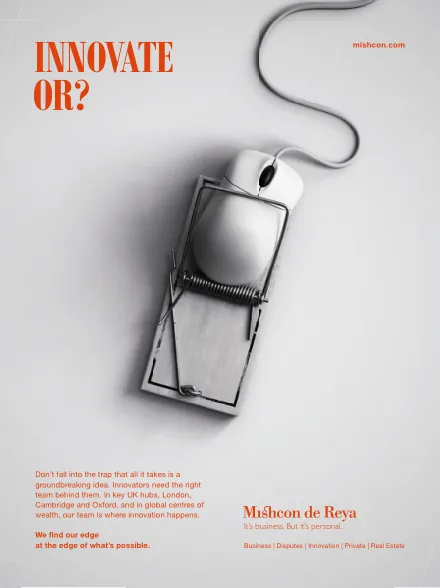 INNOVATE
OR?
mishcon.com
Don't fall into the trap that all it takes is a
groundbreaking idea. Innovators need the right
team behind them. In key UK hubs, London,
Cambridge and Oxford, and in global centres of
wealth, our team is where innovation happens.
We find our edge
at the edge of what's possible.
Mishcon de Reya
It's business. But it's personal.
Business | Disputes | Innovation | Private | Real Estate